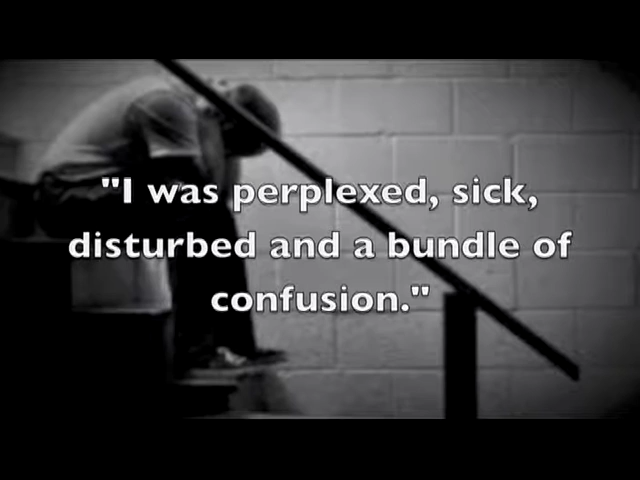 "I was perplexed, sick,
disturbed and a bundle of
confusion."